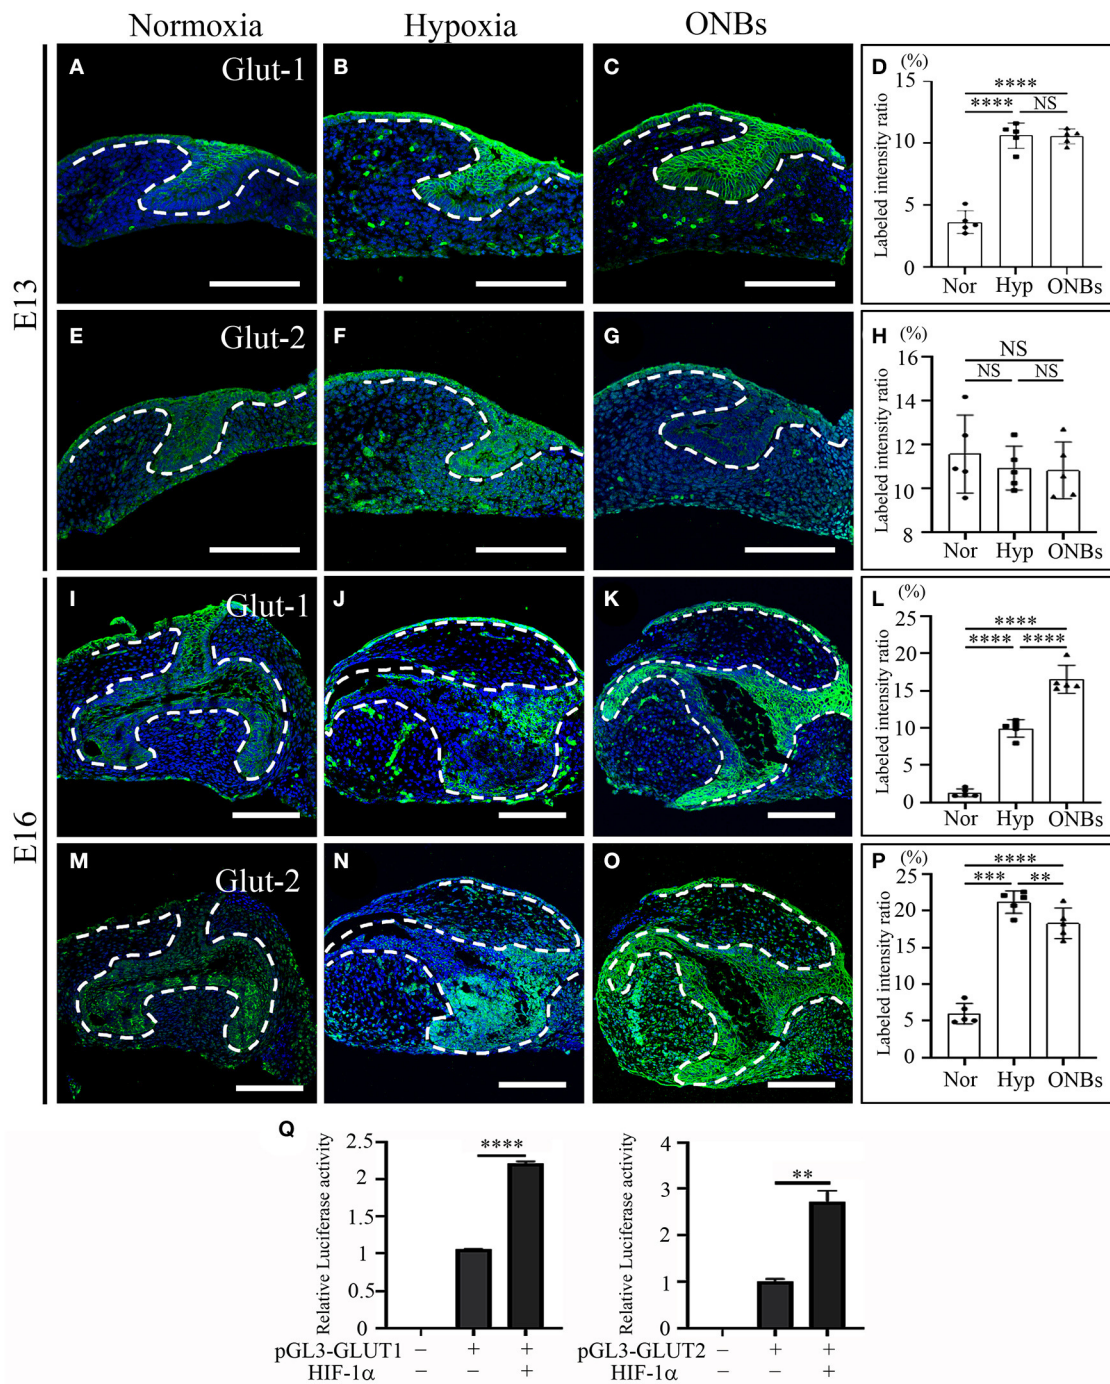 Normoxia Hypoxia ONBs
E13
A Glut-1
B
C
D (%)
Labeled intensity ratio
15
10
5
0
****
**** NS
Nor Hyp ONBs
E Glut-2
F
G
H (%)
Labeled intensity ratio
16
14
12
10
8
NS
NS NS
Nor Hyp ONBs
E16
I Glut-1
J
K
L (%)
Labeled intensity ratio
25
20
15
10
5
0
****
**** ****
Nor Hyp ONBs
M Glut-2
N
O
P (%)
Labeled intensity ratio
25
20
15
10
5
0
****
*** **
Nor Hyp ONBs
Q
Relative Luciferase activity
2.5
2
1.5
1
0.5
0
****
pGL3-GLUT1 − + +
HIF-1α − − +
Relative Luciferase activity
4
3
2
1
0
**
pGL3-GLUT2 − + +
HIF-1α − − +